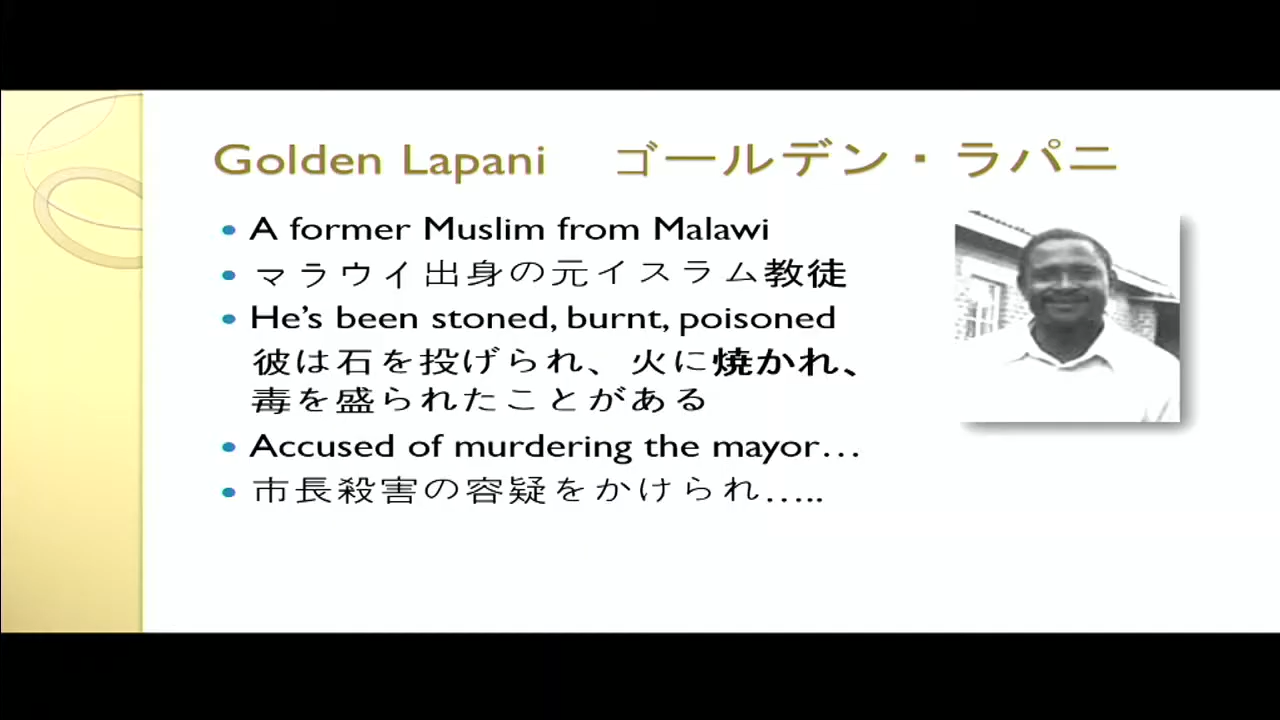 Golden Lapani ゴールデン・ラパニ
• A former Muslim from Malawi
• マラウイ出身の元イスラム教徒
• He's been stoned, burnt, poisoned
彼は石を投げられ、火に焼かれ、
毒を盛られたことがある
• Accused of murdering the mayor…
• 市長殺害の容疑をかけられ…..